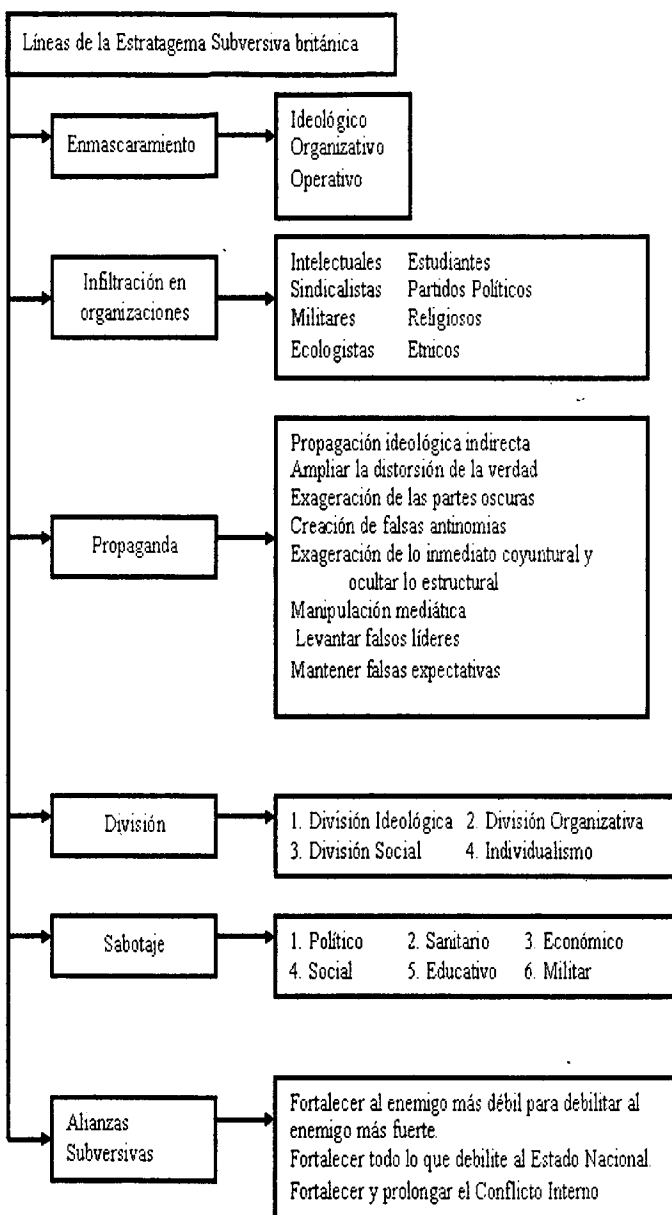 Líneas de la Estratagema Subversiva británica
Enmascaramiento
Ideológico
Organizativo
Operativo
Infiltración en
organizaciones
Intelectuales Estudiantes
Sindicalistas Partidos Políticos
Militares Religiosos
Ecologistas Etnicos
Propaganda
Propagación ideológica indirecta
Ampliar la distorsión de la verdad
Exageración de las partes oscuras
Creación de falsas antinomias
Exageración de lo inmediato coyuntural y
ocultar lo estructural
Manipulación mediática
Levantar falsos líderes
Mantener falsas expectativas
División
1. División Ideológica 2. División Organizativa
3. División Social 4. Individualismo
Sabotaje
1. Político 2. Sanitario 3. Económico
4. Social 5. Educativo 6. Militar
Alianzas
Subversivas
Fortalecer al enemigo más débil para debilitar al
enemigo más fuerte.
Fortalecer todo lo que debilite al Estado Nacional.
Fortalecer y prolongar el Conflicto Interno